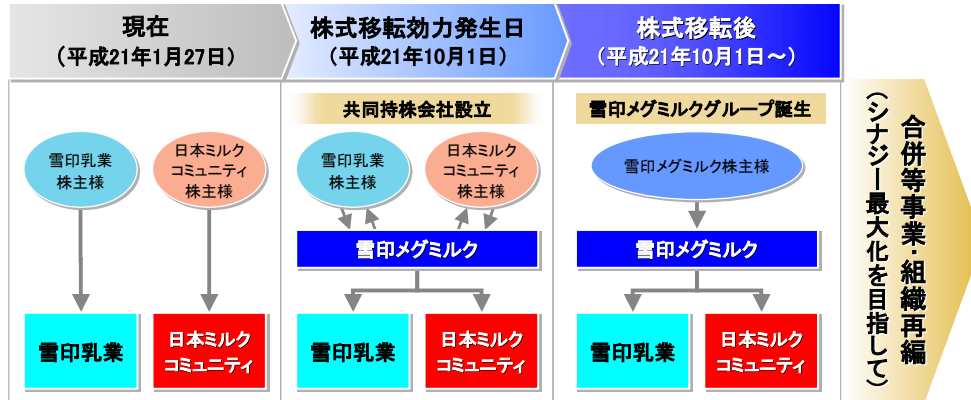 現在
（平成21年1月27日）
株式移転効力発生日
（平成21年10月1日）
株式移転後
（平成21年10月1日～）
雪印乳業
株主様
日本ミルク
コミュニティ
株主様
雪印乳業
日本ミルク
コミュニティ
共同持株会社設立
雪印乳業
株主様
日本ミルク
コミュニティ
株主様
雪印メグミルク
雪印乳業
日本ミルク
コミュニティ
雪印メグミルクグループ誕生
雪印メグミルク株主様
雪印メグミルク
雪印乳業
日本ミルク
コミュニティ
合併等事業・組織再編
（シナジー最大化を目指して）